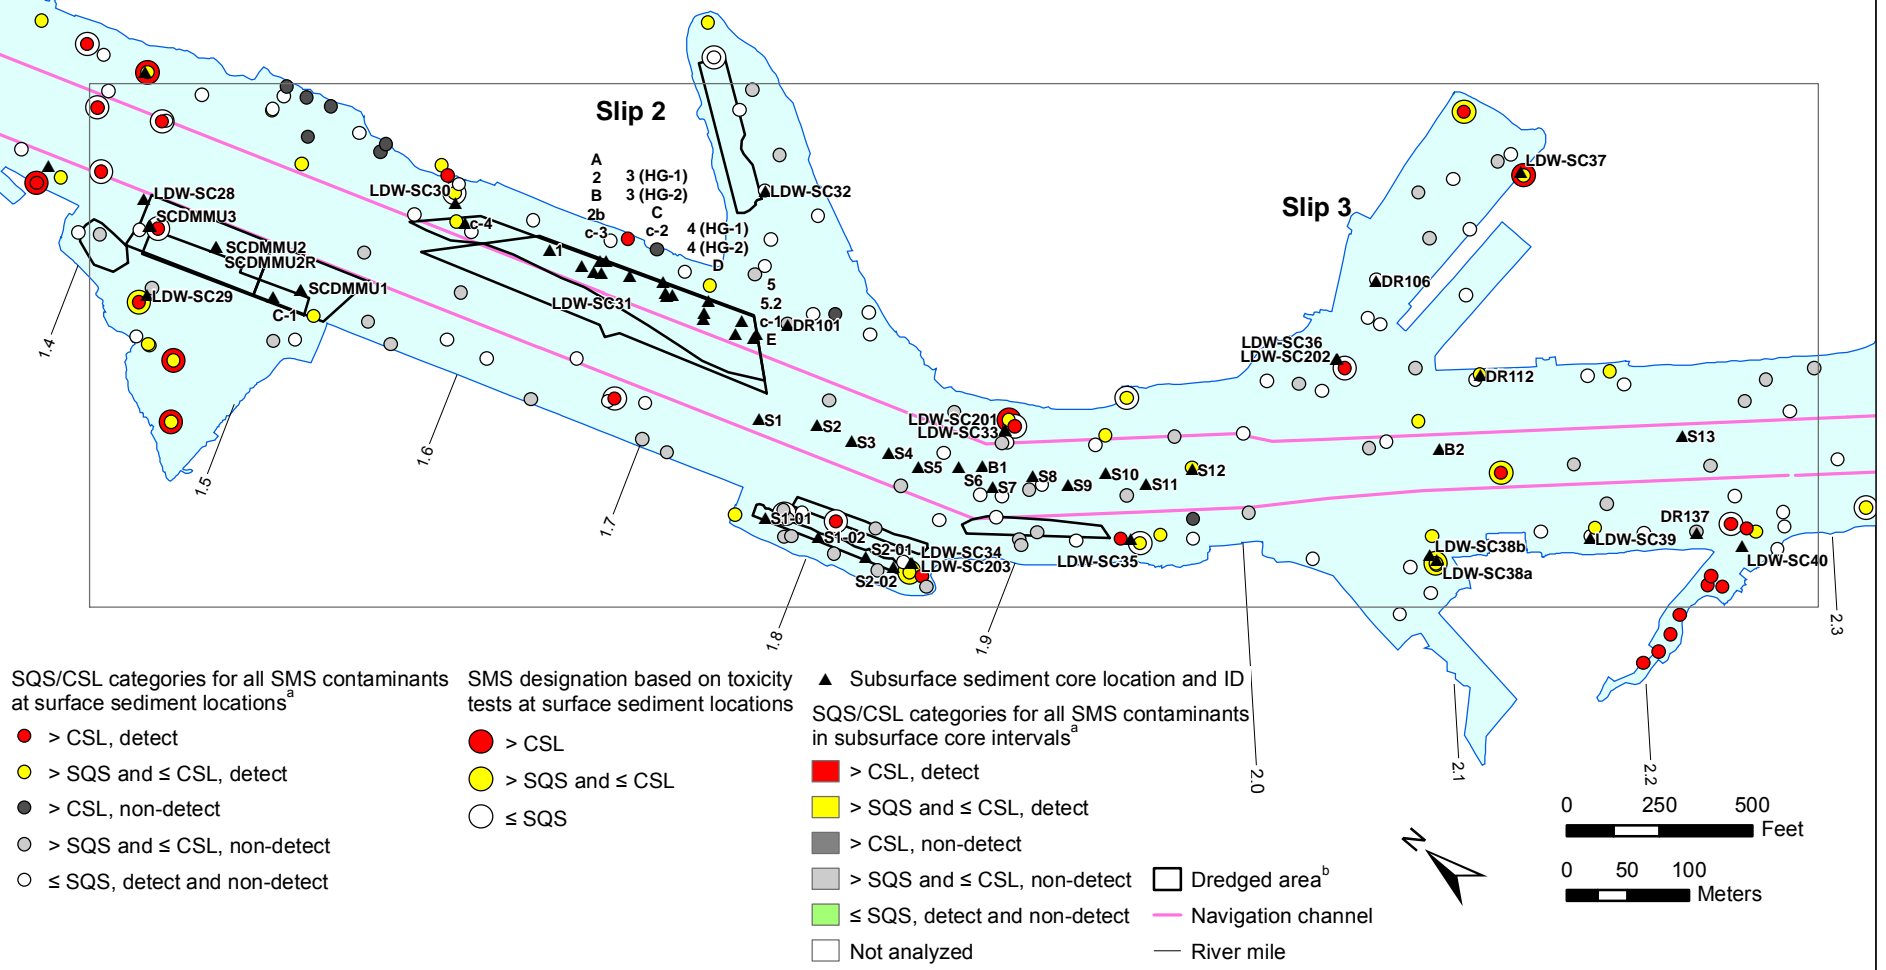 Slip 2
Slip 3
A
2
B
2b
c-3
3 (HG-1)
3 (HG-2)
C
c-2
4 (HG-1)
4 (HG-2)
D
5
5.2
c-1
E
DR101
LDW-SC28
SCDMMU3
SCDMMU2
SCDMMU2R
SCDMMU1
LDW-SC29
C-1
LDW-SC30
c-4
1
LDW-SC31
LDW-SC32
LDW-SC37
DR106
LDW-SC36
LDW-SC202
DR112
LDW-SC201
LDW-SC33
S1
S2
S3
S4
S5
S6
B1
S7
S8
S9
S10
S11
S12
B2
S13
S1-01
S1-02
S2-01
S2-02
LDW-SC34
LDW-SC203
LDW-SC35
LDW-SC38b
LDW-SC38a
LDW-SC39
DR137
LDW-SC40
1.4
1.5
1.6
1.7
1.8
1.9
2.0
2.1
2.2
2.3
SQS/CSL categories for all SMS contaminants
at surface sediment locations a
> CSL, detect
> SQS and ≤ CSL, detect
> CSL, non-detect
> SQS and ≤ CSL, non-detect
≤ SQS, detect and non-detect
SMS designation based on toxicity
tests at surface sediment locations
> CSL
> SQS and ≤ CSL
≤ SQS
Subsurface sediment core location and ID
SQS/CSL categories for all SMS contaminants
in subsurface core intervals a
> CSL, detect
> SQS and ≤ CSL, detect
> CSL, non-detect
> SQS and ≤ CSL, non-detect
≤ SQS, detect and non-detect
Not analyzed
Dredged area b
Navigation channel
River mile
N
0 250 500
Feet
0 50 100
Meters